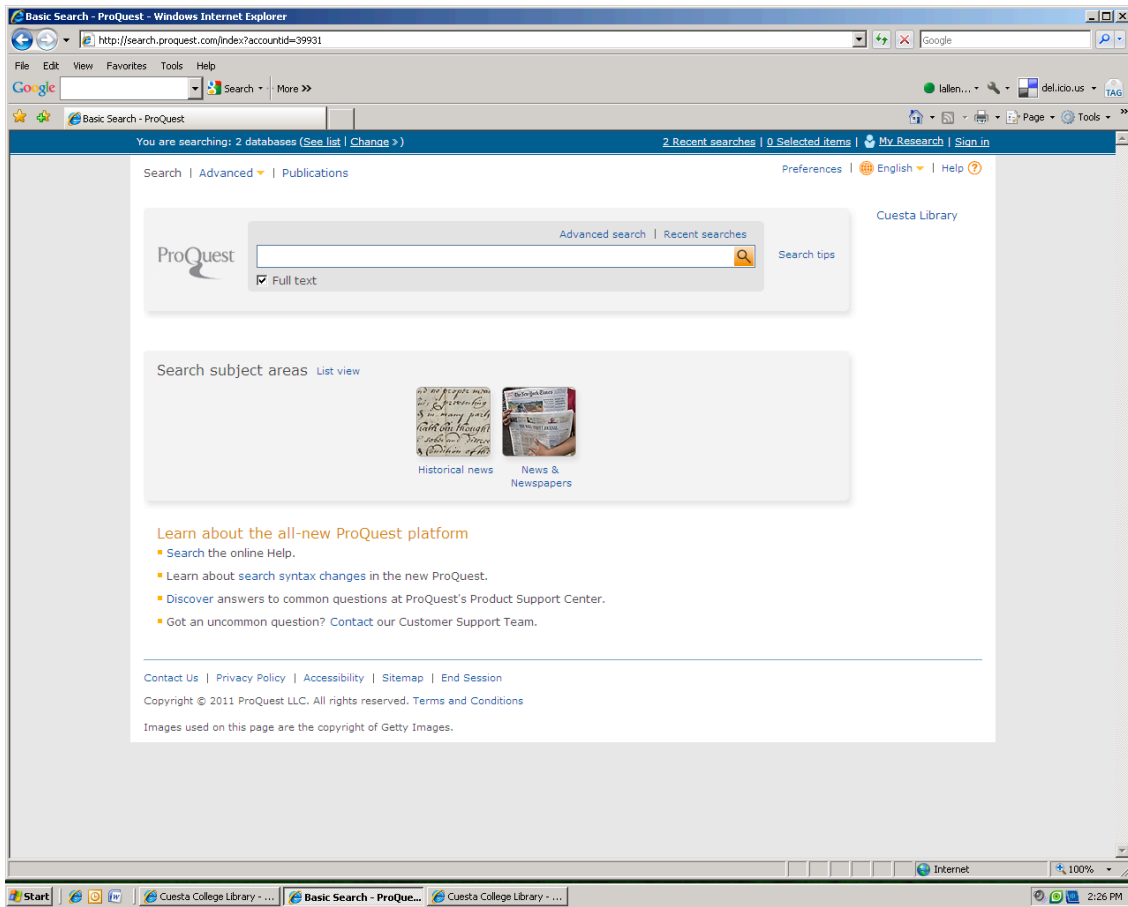 Basic Search - ProQuest - Windows Internet Explorer
http://search.proquest.com/index?accountid=39931
Google
File Edit View Favorites Tools Help
Google Search More >> lallen... del.icio.us TAG
Basic Search - ProQuest Page Tools >>
You are searching: 2 databases (See list | Change >) 2 Recent searches | 0 Selected items | My Research | Sign in
Search | Advanced | Publications Preferences | English | Help ?
Cuesta Library
Advanced search | Recent searches
ProQuest Search tips
Full text
Search subject areas List view
The New York Times
Historical news News &
Newspapers
Learn about the all-new ProQuest platform
Search the online Help.
Learn about search syntax changes in the new ProQuest.
Discover answers to common questions at ProQuest's Product Support Center.
Got an uncommon question? Contact our Customer Support Team.
Contact Us | Privacy Policy | Accessibility | Sitemap | End Session
Copyright © 2011 ProQuest LLC. All rights reserved. Terms and Conditions
Images used on this page are the copyright of Getty Images.
Internet 100%
Start Cuesta College Library - ... Basic Search - ProQue... Cuesta College Library - ... 2:26 PM